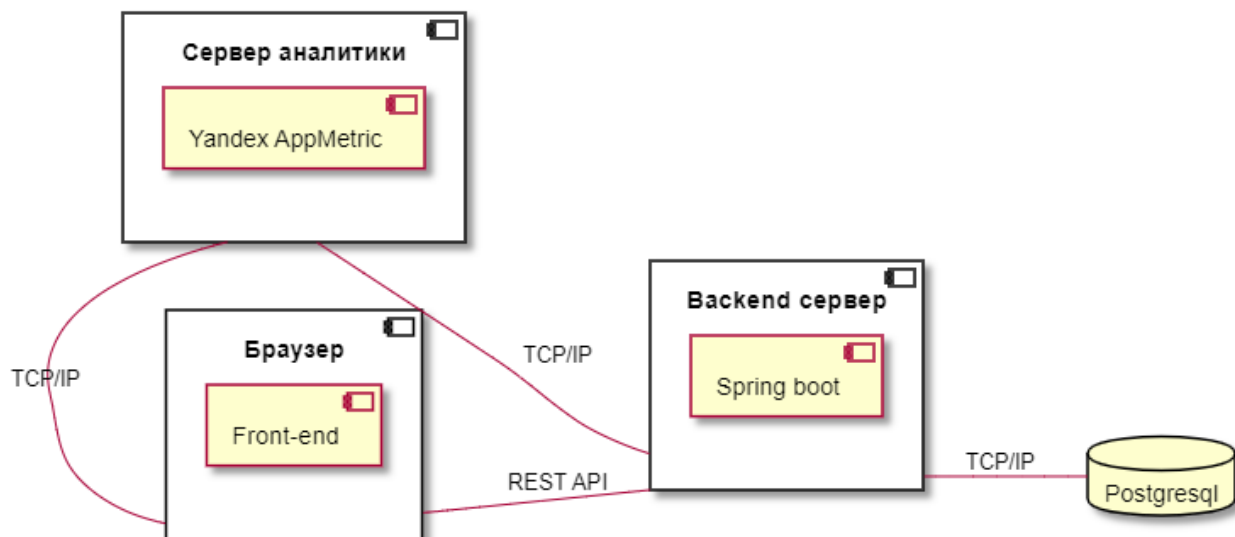 Сервер аналитики
Yandex AppMetric
Backend сервер
Браузер
TCP/IP
TCP/IP
Spring boot
Front-end
TCP/IP
REST API
Postgresql